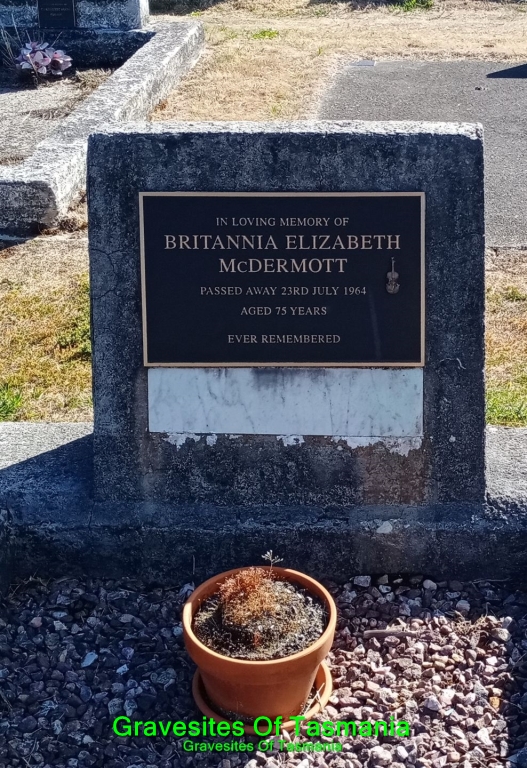 IN LOVING MEMORY OF
BRITANNIA ELIZABETH
McDERMOTT
PASSED AWAY 23RD JULY 1964
AGED 75 YEARS
EVER REMEMBERED
Gravesites Of Tasmania
Gravesites Of Tasmania